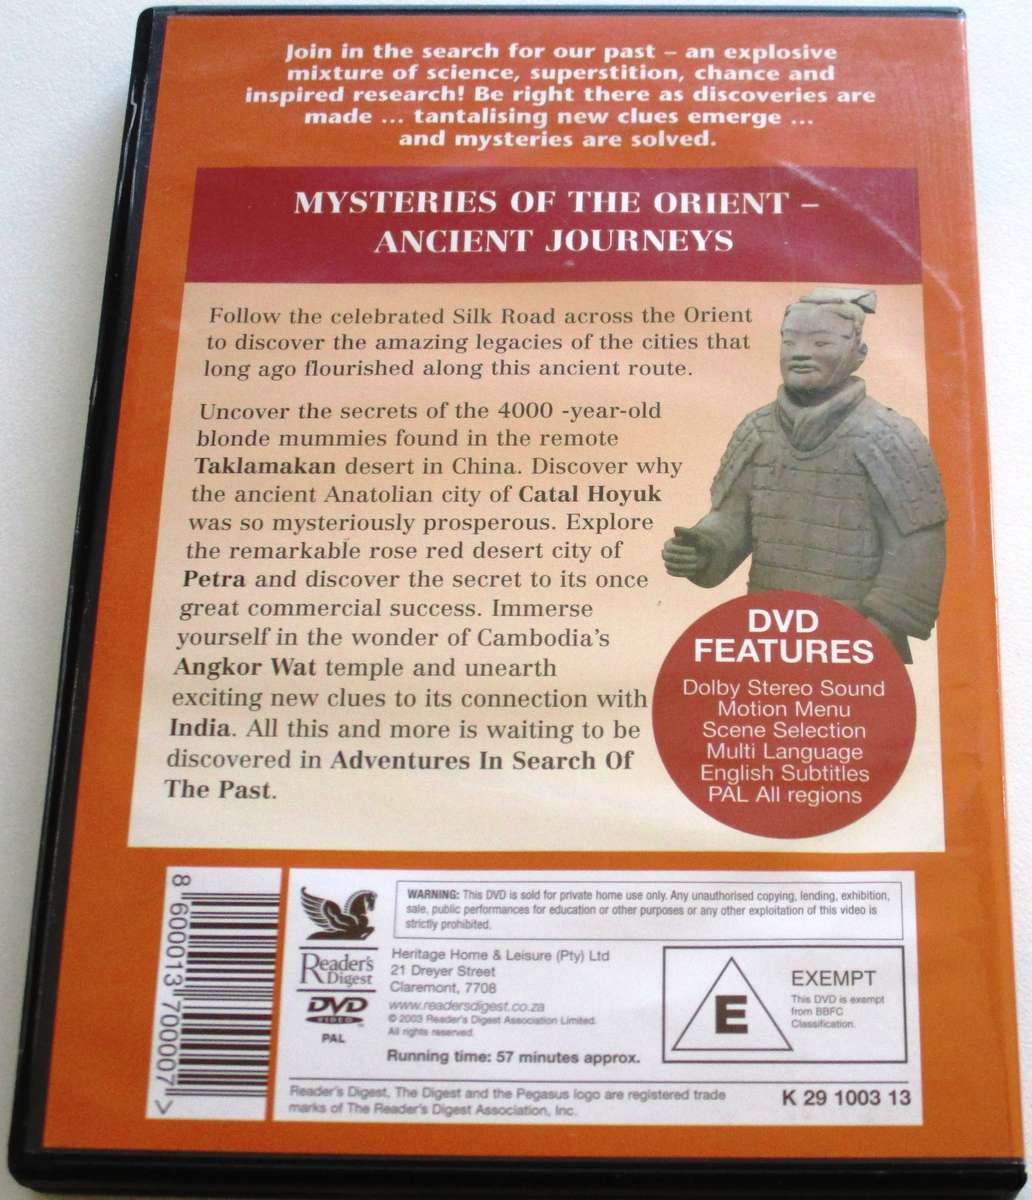 Join in the search for our past – an explosive
mixture of science, superstition, chance and
inspired research! Be right there as discoveries are
made ... tantalising new clues emerge ...
and mysteries are solved.
MYSTERIES OF THE ORIENT –
ANCIENT JOURNEYS
Follow the celebrated Silk Road across the Orient
to discover the amazing legacies of the cities that
long ago flourished along this ancient route.
Uncover the secrets of the 4000 -year-old
blonde mummies found in the remote
Taklamakan desert in China. Discover why
the ancient Anatolian city of Catal Hoyuk
was so mysteriously prosperous. Explore
the remarkable rose red desert city of
Petra and discover the secret to its once
great commercial success. Immerse
yourself in the wonder of Cambodia's
Angkor Wat temple and unearth
exciting new clues to its connection with
India. All this and more is waiting to be
discovered in Adventures In Search Of
The Past.
DVD
FEATURES
Dolby Stereo Sound
Motion Menu
Scene Selection
Multi Language
English Subtitles
PAL All regions
8 600013 700007 >
Reader's
Digest
DVD
VIDEO
PAL
WARNING: This DVD is sold for private home use only. Any unauthorised copying, lending, exhibition,
sale, public performances for education or other purposes or any other exploitation of this video is
strictly prohibited.
Heritage Home & Leisure (Pty) Ltd
21 Dreyer Street
Claremont, 7708
www.readersdigest.co.za
© 2003 Reader's Digest Association Limited.
All rights reserved.
Running time: 57 minutes approx.
E
EXEMPT
This DVD is exempt
from BBFC
Classification.
Reader's Digest, The Digest and the Pegasus logo are registered trade
marks of The Reader's Digest Association, Inc.
K 29 1003 13